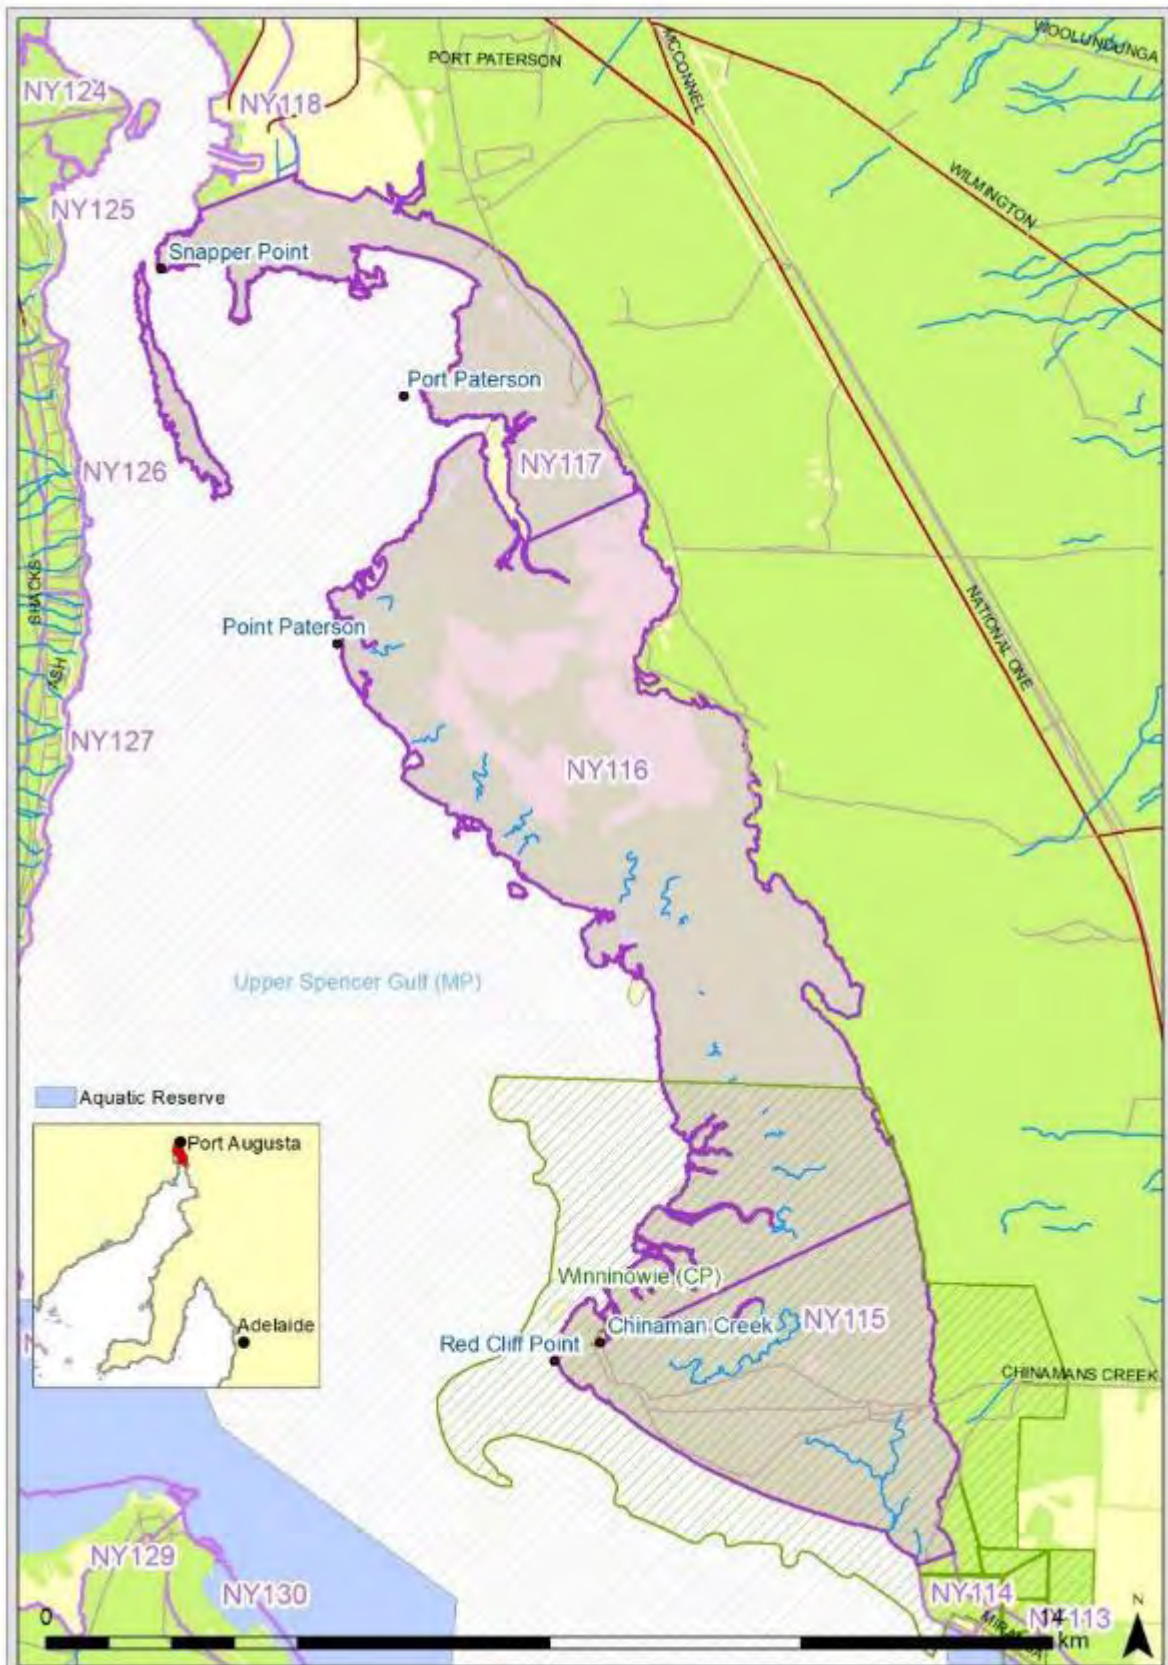 WOOLUNDUNGA
PORT PATERSON
MCCONNEL
NY124
NY118
WILMINGTON
NY125
Snapper Point
Port Paterson
NY126
NY117
SHACKS
Point Paterson
NATIONAL ONE
ASH
NY127
NY116
Upper Spencer Gulf (MP)
Aquatic Reserve
Port Augusta
Adelaide
Winninowie (CP)
Chinaman Creek
NY115
Red Cliff Point
CHINAMANS CREEK
NY129
NY130
NY114
NY113
0
14
km
N